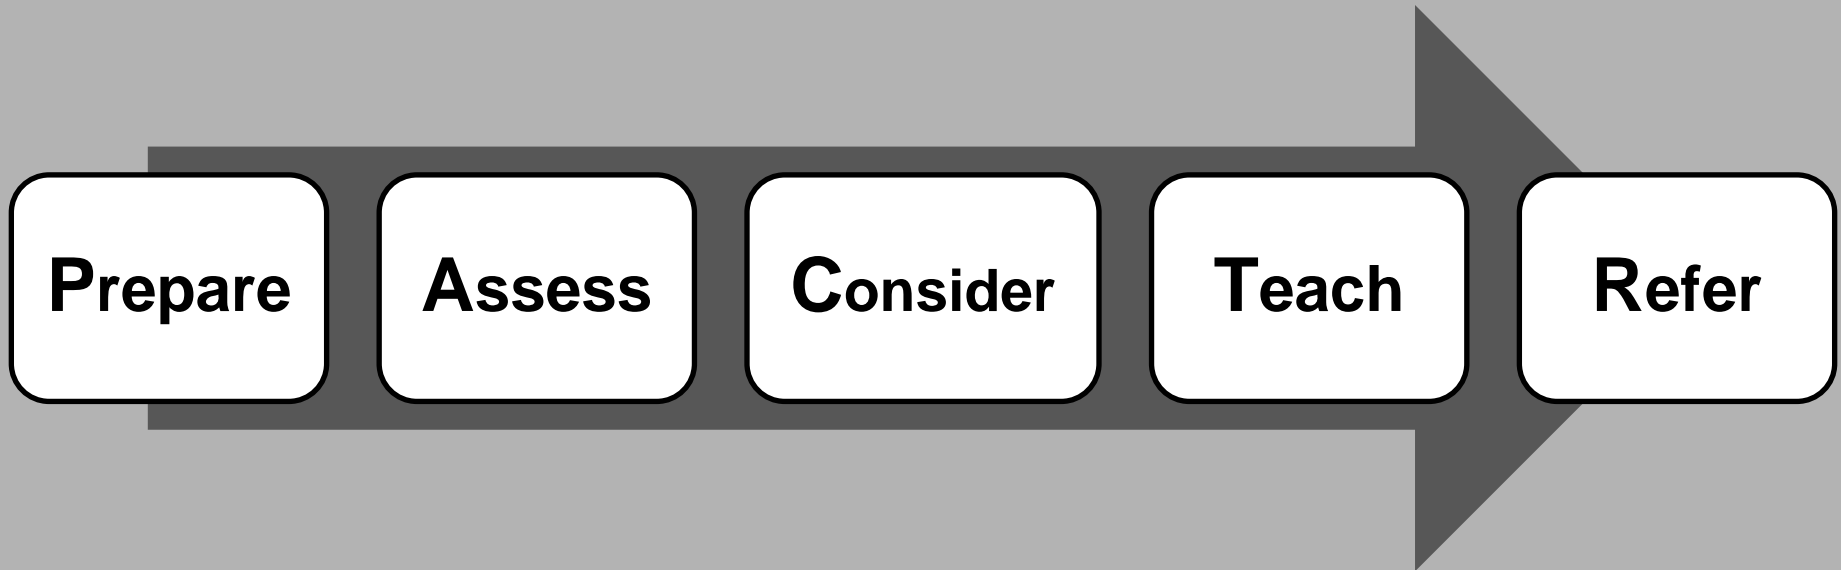 Prepare
Assess
Consider
Teach
Refer